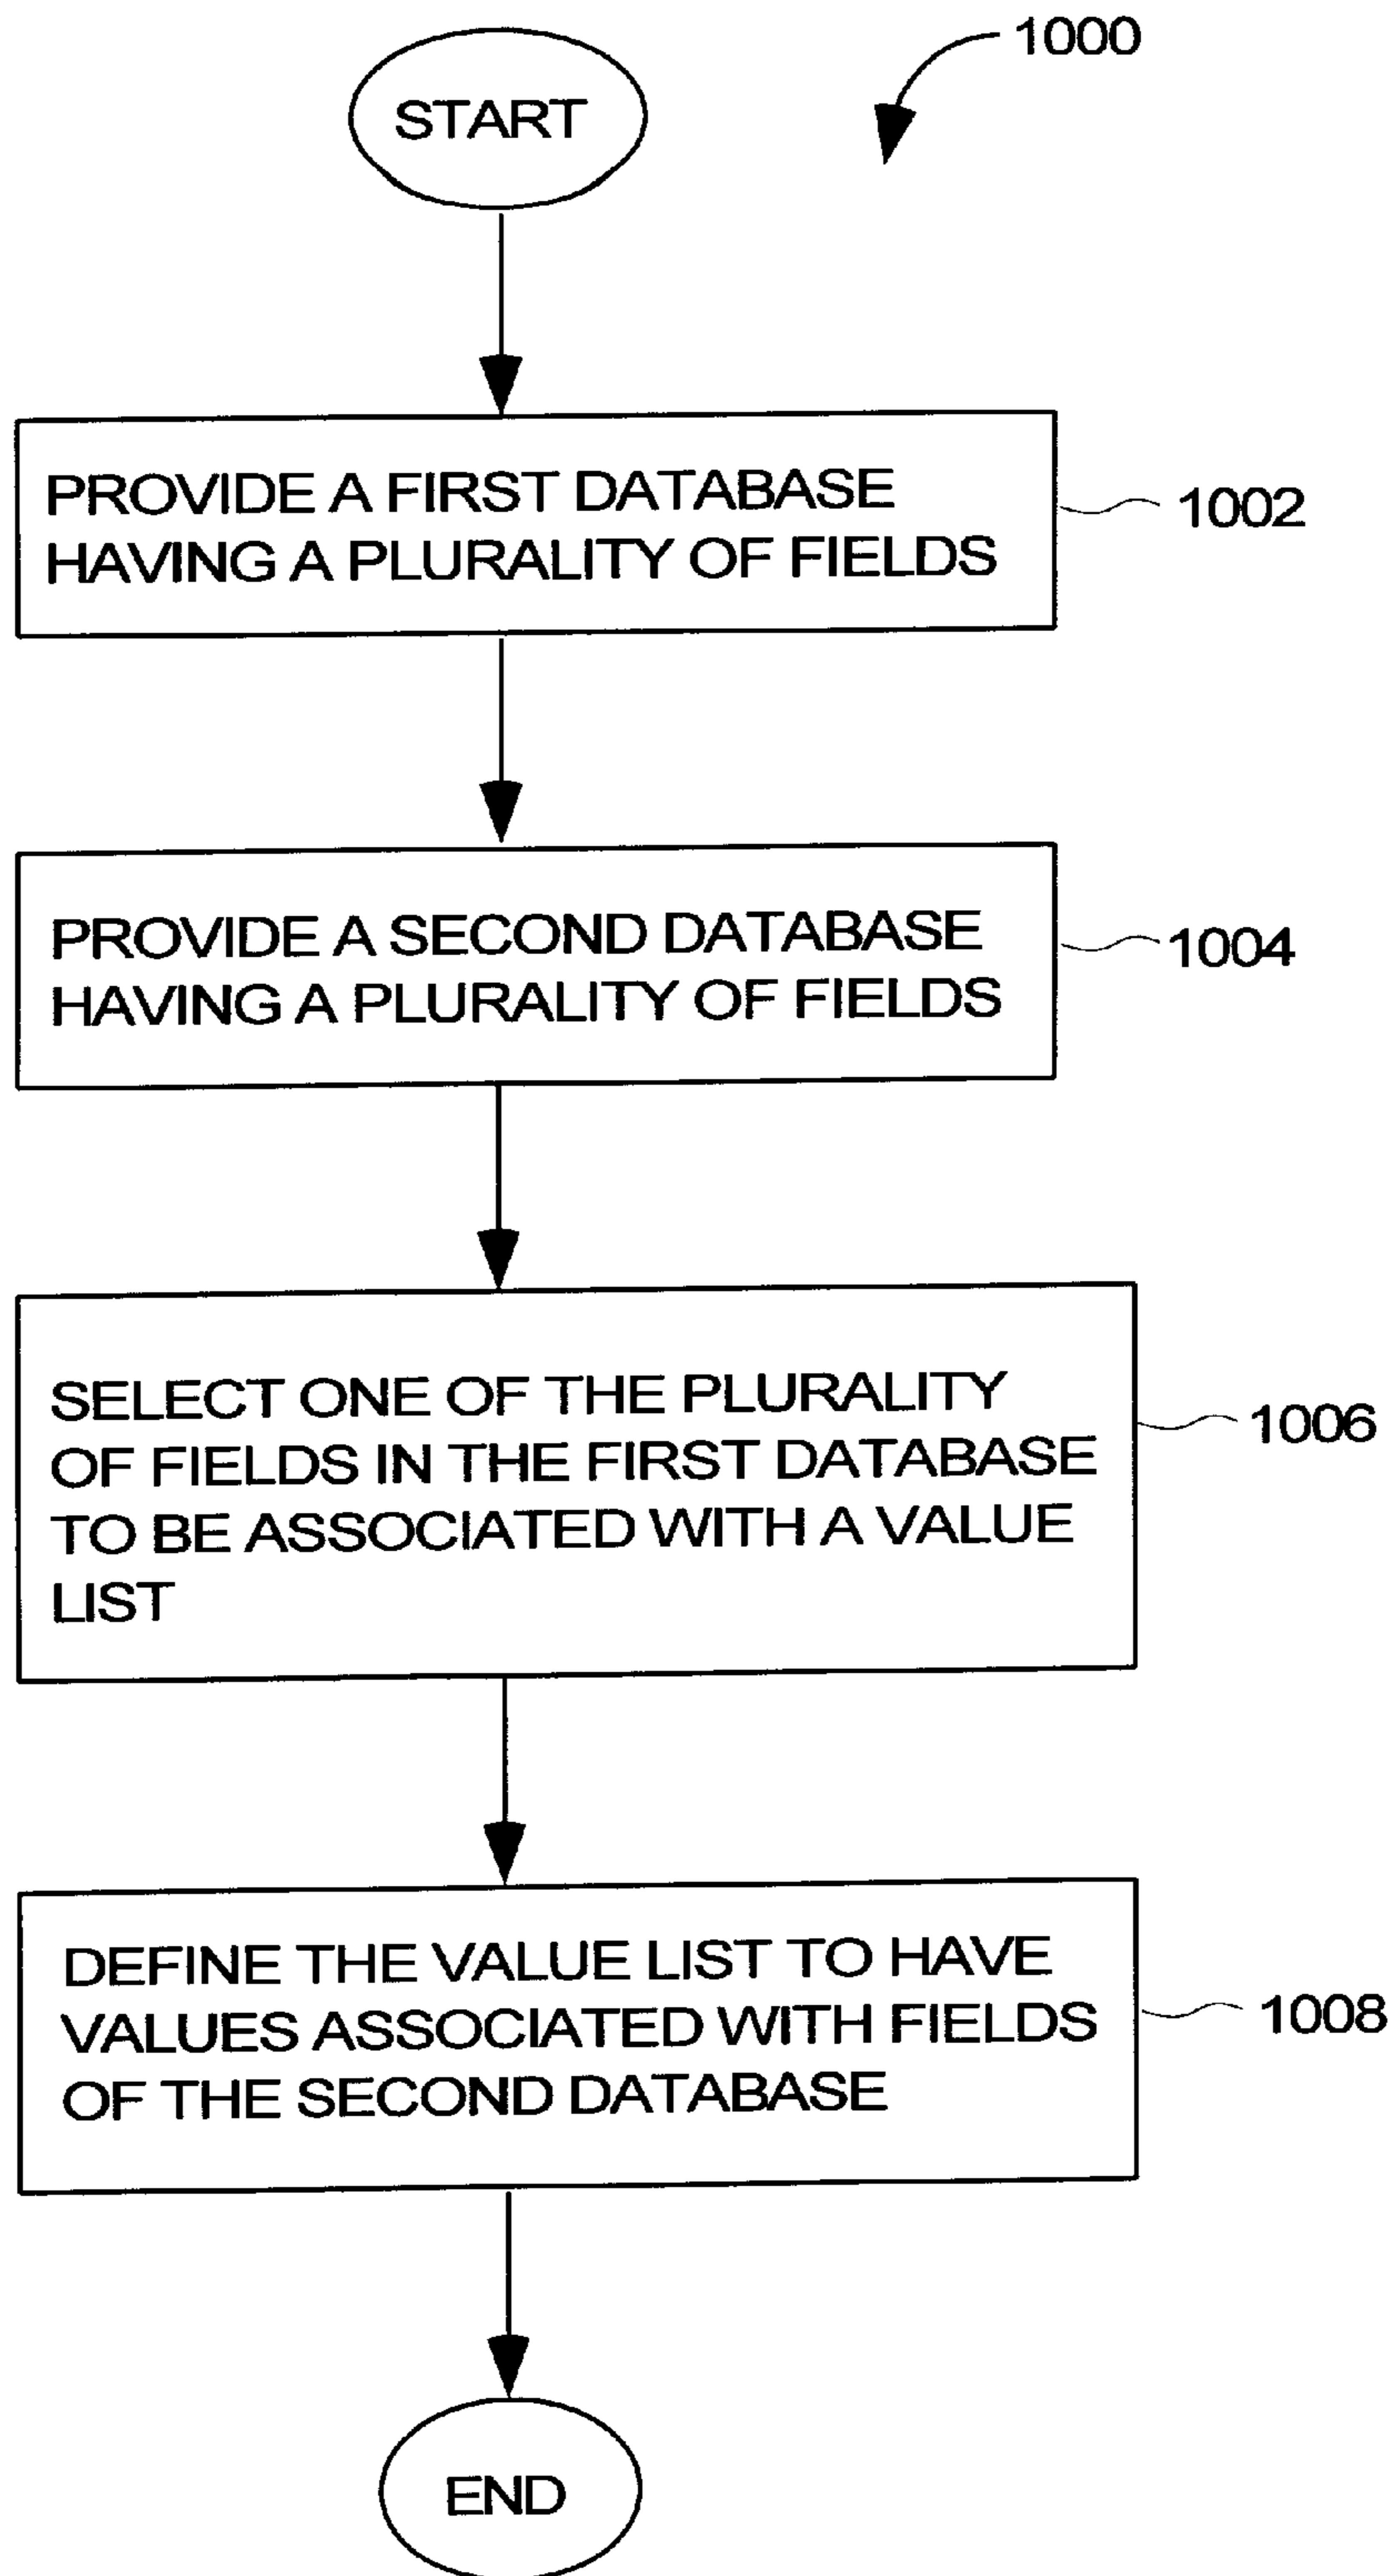 1000
START
PROVIDE A FIRST DATABASE
HAVING A PLURALITY OF FIELDS
1002
PROVIDE A SECOND DATABASE
HAVING A PLURALITY OF FIELDS
1004
SELECT ONE OF THE PLURALITY
OF FIELDS IN THE FIRST DATABASE
TO BE ASSOCIATED WITH A VALUE
LIST
1006
DEFINE THE VALUE LIST TO HAVE
VALUES ASSOCIATED WITH FIELDS
OF THE SECOND DATABASE
1008
END